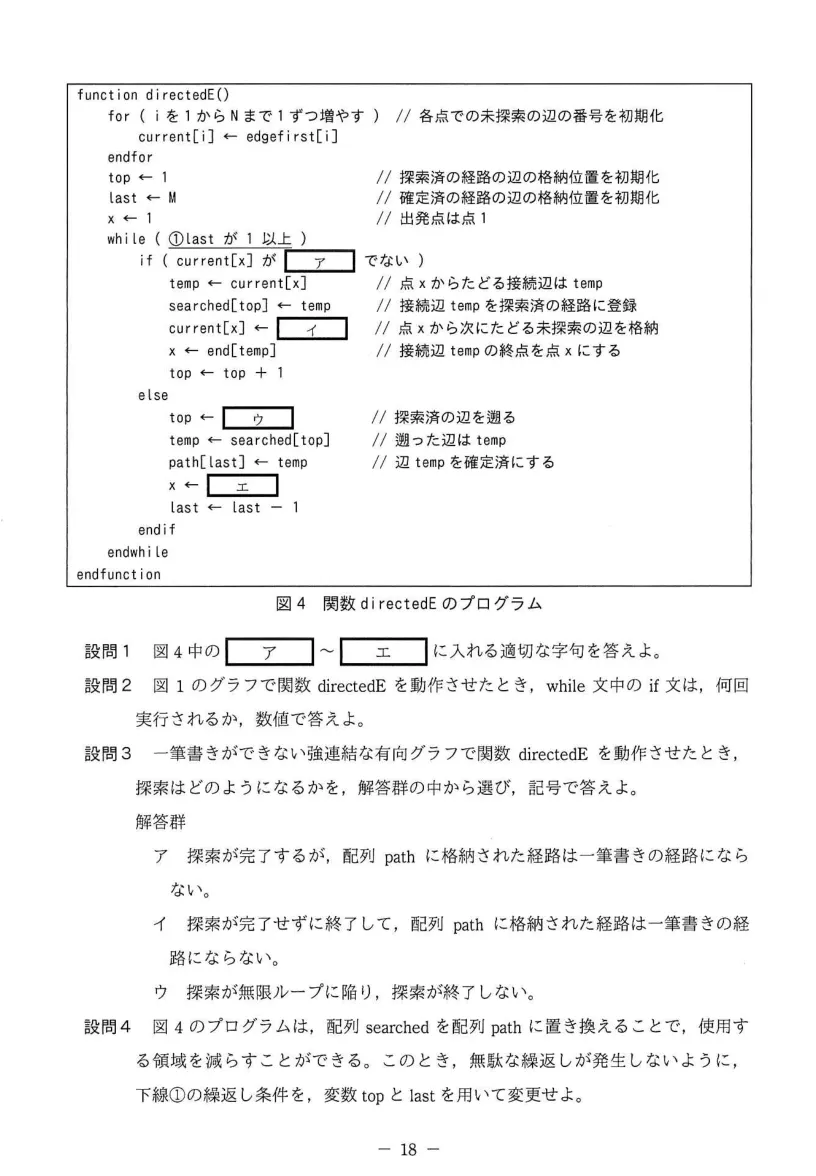 function directedE()
for ( iを1からNまで1ずつ増やす ) // 各点での未探索の辺の番号を初期化
current[i] ← edgefirst[i]
endfor
top ← 1 // 探索済の経路の辺の格納位置を初期化
last ← M // 確定済の経路の辺の格納位置を初期化
x ← 1 // 出発点は点1
while ( ①last が 1 以上 )
if ( current[x] が ア でない )
temp ← current[x] // 点xからたどる接続辺は temp
searched[top] ← temp // 接続辺 temp を探索済の経路に登録
current[x] ← イ // 点xから次にたどる未探索の辺を格納
x ← end[temp] // 接続辺 temp の終点を点xにする
top ← top + 1
else
top ← ウ // 探索済の辺を遡る
temp ← searched[top] // 遡った辺は temp
path[last] ← temp // 辺 temp を確定済にする
x ← エ
last ← last − 1
endif
endwhile
endfunction
図4 関数 directedE のプログラム
設問1 図4中の ア ～ エ に入れる適切な字句を答えよ。
設問2 図1のグラフで関数 directedE を動作させたとき，while 文中の if 文は，何回
実行されるか，数値で答えよ。
設問3 一筆書きができない強連結な有向グラフで関数 directedE を動作させたとき，
探索はどのようになるかを，解答群の中から選び，記号で答えよ。
解答群
ア 探索が完了するが，配列 path に格納された経路は一筆書きの経路になら
ない。
イ 探索が完了せずに終了して，配列 path に格納された経路は一筆書きの経
路にならない。
ウ 探索が無限ループに陥り，探索が終了しない。
設問4 図4のプログラムは，配列 searched を配列 path に置き換えることで，使用す
る領域を減らすことができる。このとき，無駄な繰返しが発生しないように，
下線①の繰返し条件を，変数 top と last を用いて変更せよ。
− 18 −